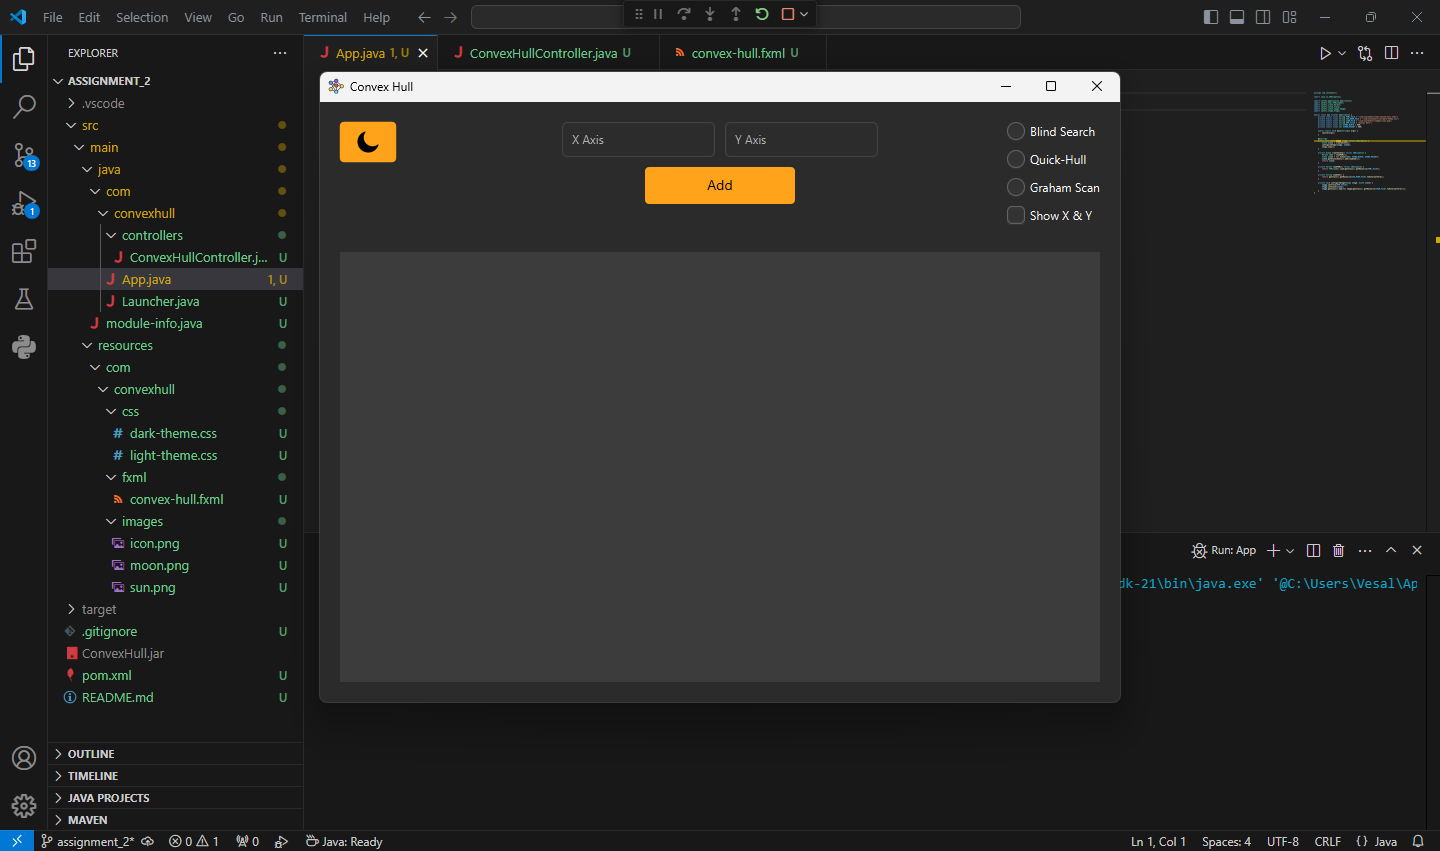 File Edit Selection View Go Run Terminal Help
EXPLORER
App.java 1, U
ConvexHullController.java U
convex-hull.fxml U
ASSIGNMENT_2
.vscode
src
main
java
com
convexhull
controllers
ConvexHullController.j... U
App.java 1, U
Launcher.java U
module-info.java U
resources
com
convexhull
css
dark-theme.css U
light-theme.css U
fxml
convex-hull.fxml U
images
icon.png U
moon.png U
sun.png U
target
.gitignore U
ConvexHull.jar
pom.xml U
README.md U
OUTLINE
TIMELINE
JAVA PROJECTS
MAVEN
13
1
Convex Hull
X Axis
Y Axis
Add
Blind Search
Quick-Hull
Graham Scan
Show X & Y
Run: App
dk-21\bin\java.exe' '@C:\Users\Vesal\Ap
assignment_2* 0 1 0 Java: Ready
Ln 1, Col 1 Spaces: 4 UTF-8 CRLF {} Java